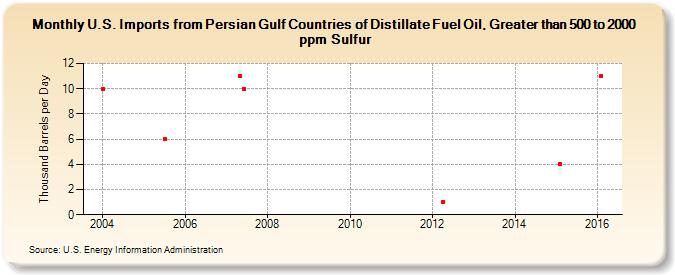 Monthly U.S. Imports from Persian Gulf Countries of Distillate Fuel Oil, Greater than 500 to 2000
ppm Sulfur
Thousand Barrels per Day
12
10
8
6
4
2
0
2004 2006 2008 2010 2012 2014 2016
Source: U.S. Energy Information Administration